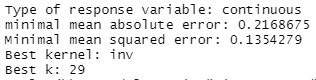 Type of response variable: continuous
minimal mean absolute error: 0.2168675
Minimal mean squared error: 0.1354279
Best kernel: inv
Best k: 29